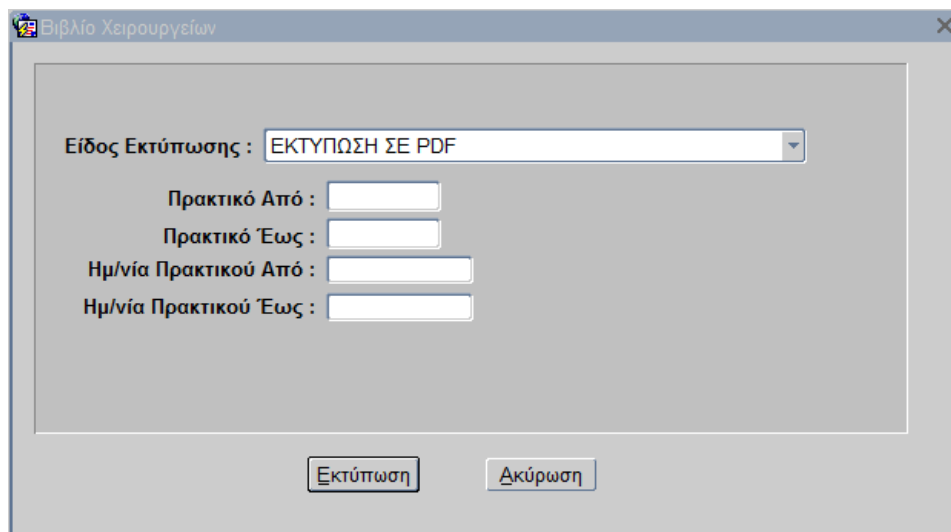 Βιβλίο Χειρουργείων
Είδος Εκτύπωσης : ΕΚΤΥΠΩΣΗ ΣΕ PDF
Πρακτικό Από :
Πρακτικό Έως :
Ημ/νία Πρακτικού Από :
Ημ/νία Πρακτικού Έως :
Εκτύπωση Ακύρωση